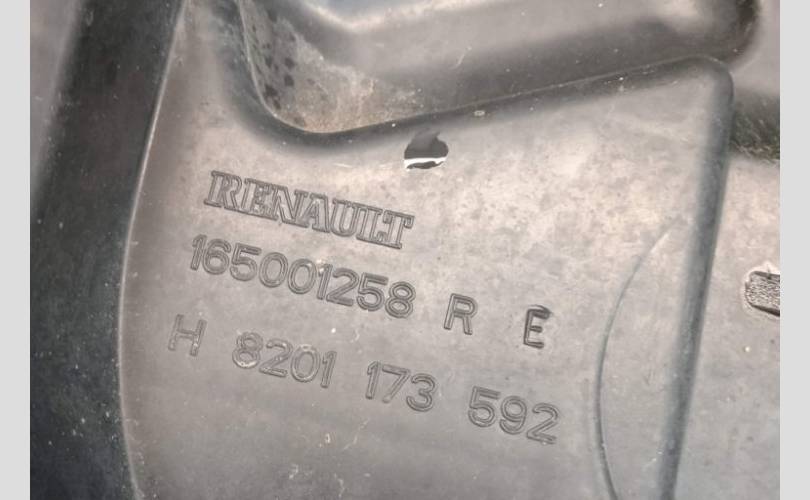 RENAULT
165001258 R E
H 8201 173 592